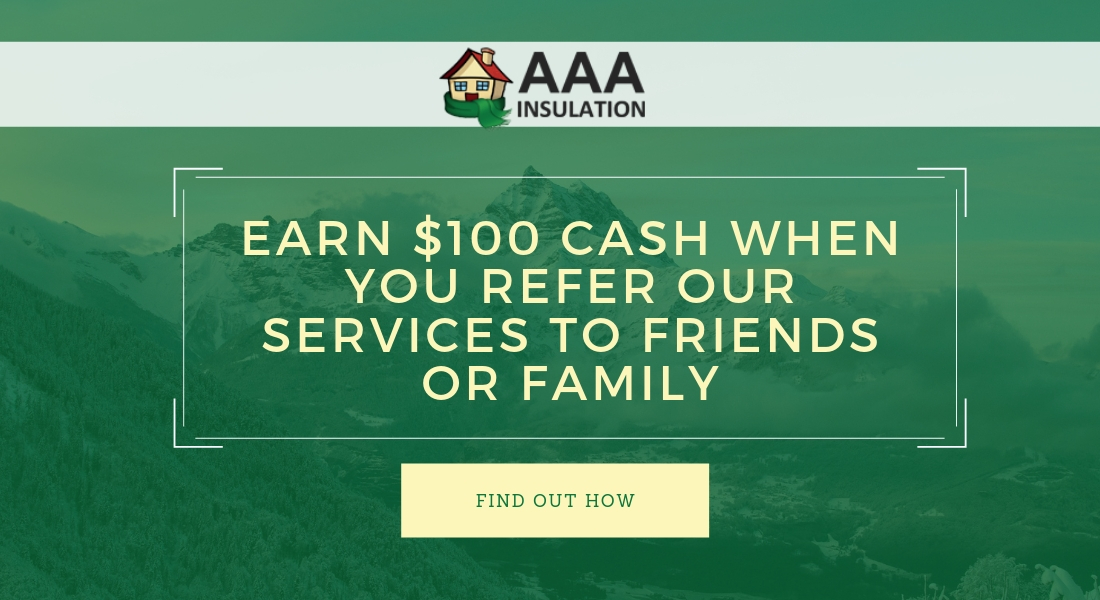 AAA
INSULATION
EARN $100 CASH WHEN
YOU REFER OUR
SERVICES TO FRIENDS
OR FAMILY
FIND OUT HOW